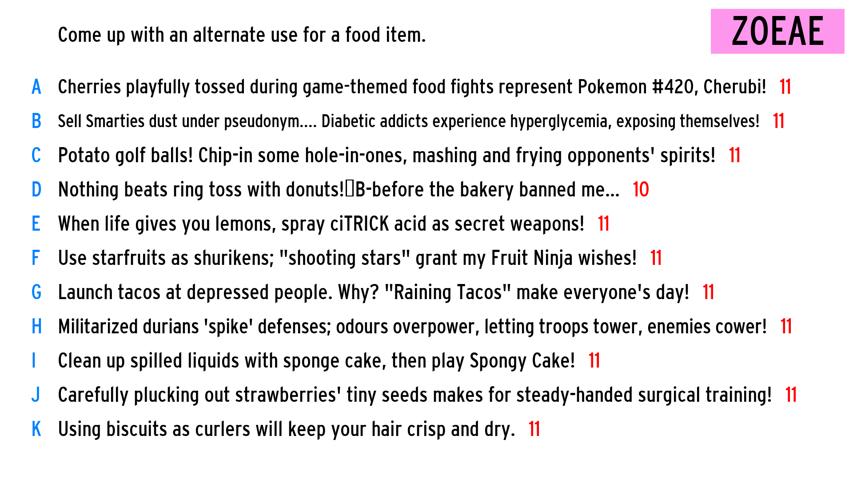 Come up with an alternate use for a food item.
ZOEAE
A Cherries playfully tossed during game-themed food fights represent Pokemon #420, Cherubi! 11
B Sell Smarties dust under pseudonym.... Diabetic addicts experience hyperglycemia, exposing themselves! 11
C Potato golf balls! Chip-in some hole-in-ones, mashing and frying opponents' spirits! 11
D Nothing beats ring toss with donuts!▯B-before the bakery banned me... 10
E When life gives you lemons, spray ciTRICK acid as secret weapons! 11
F Use starfruits as shurikens; "shooting stars" grant my Fruit Ninja wishes! 11
G Launch tacos at depressed people. Why? "Raining Tacos" make everyone's day! 11
H Militarized durians 'spike' defenses; odours overpower, letting troops tower, enemies cower! 11
I Clean up spilled liquids with sponge cake, then play Spongy Cake! 11
J Carefully plucking out strawberries' tiny seeds makes for steady-handed surgical training! 11
K Using biscuits as curlers will keep your hair crisp and dry. 11